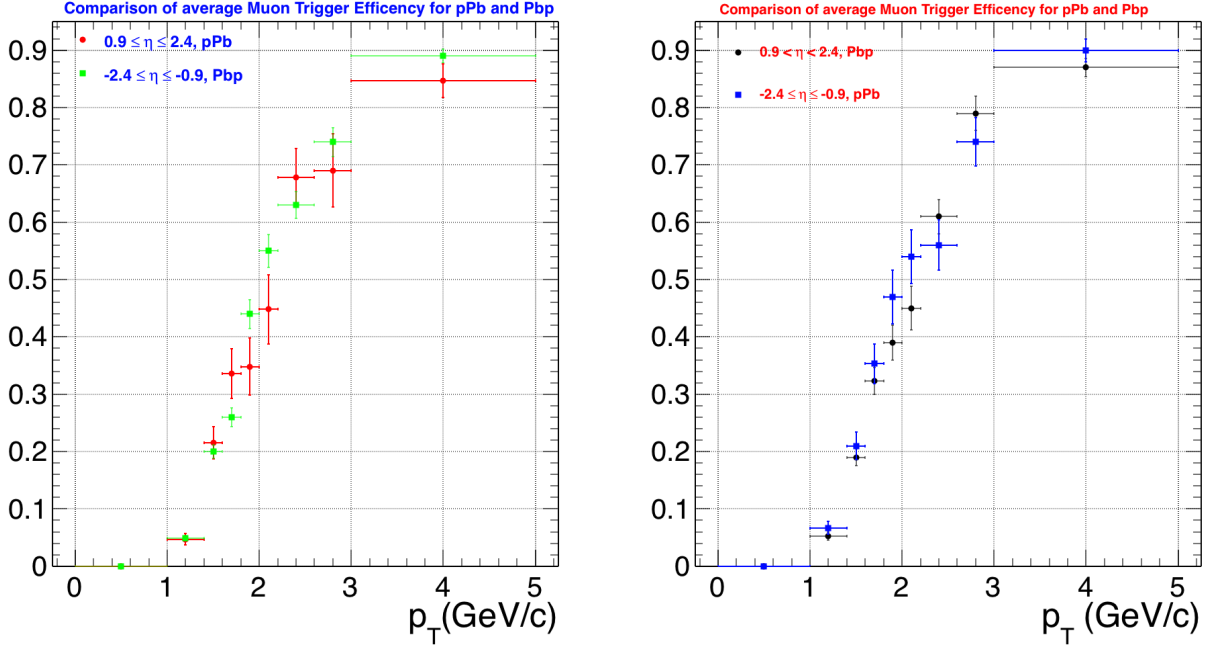 Comparison of average Muon Trigger Efficency for pPb and Pbp
0.9 ≤ η ≤ 2.4, pPb
-2.4 ≤ η ≤ -0.9, Pbp
0.9
0.8
0.7
0.6
0.5
0.4
0.3
0.2
0.1
0
0 1 2 3 4 5
p_T(GeV/c)
Comparison of average Muon Trigger Efficency for pPb and Pbp
0.9 < η < 2.4, Pbp
-2.4 ≤ η ≤ -0.9, pPb
0.9
0.8
0.7
0.6
0.5
0.4
0.3
0.2
0.1
0
0 1 2 3 4 5
p_T (GeV/c)